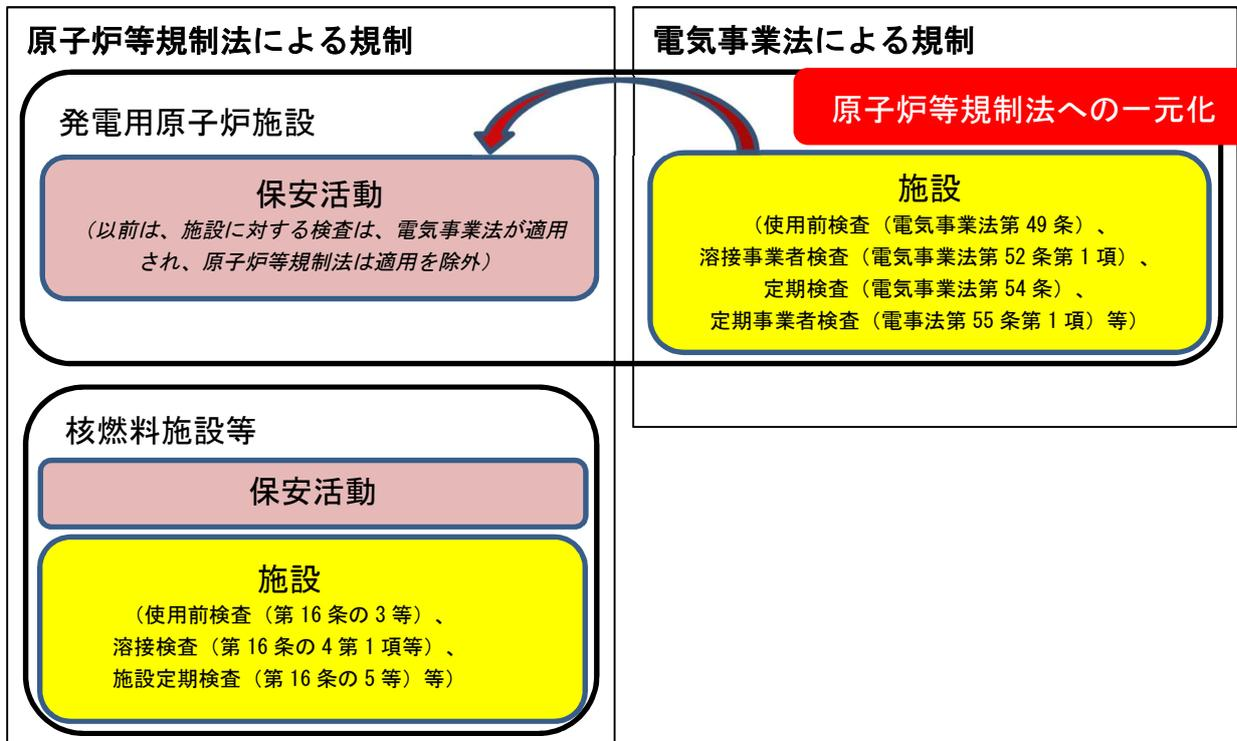 原子炉等規制法による規制
発電用原子炉施設
保安活動
（以前は、施設に対する検査は、電気事業法が適用
され、原子炉等規制法は適用を除外）
電気事業法による規制
原子炉等規制法への一元化
施設
（使用前検査（電気事業法第 49 条）、
溶接事業者検査（電気事業法第 52 条第 1 項）、
定期検査（電気事業法第 54 条）、
定期事業者検査（電事法第 55 条第 1 項）等）
核燃料施設等
保安活動
施設
（使用前検査（第 16 条の 3 等）、
溶接検査（第 16 条の 4 第 1 項等）、
施設定期検査（第 16 条の 5 等）等）